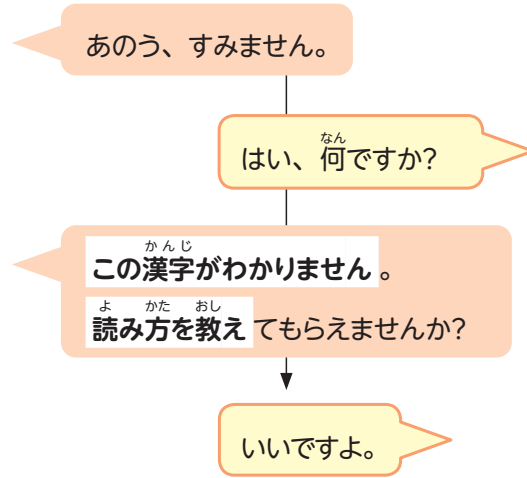 あのう、すみません。
なん
はい、何ですか?
かんじ
この漢字がわかりません。
よ かた おし
読み方を教えてもらえませんか?
いいですよ。